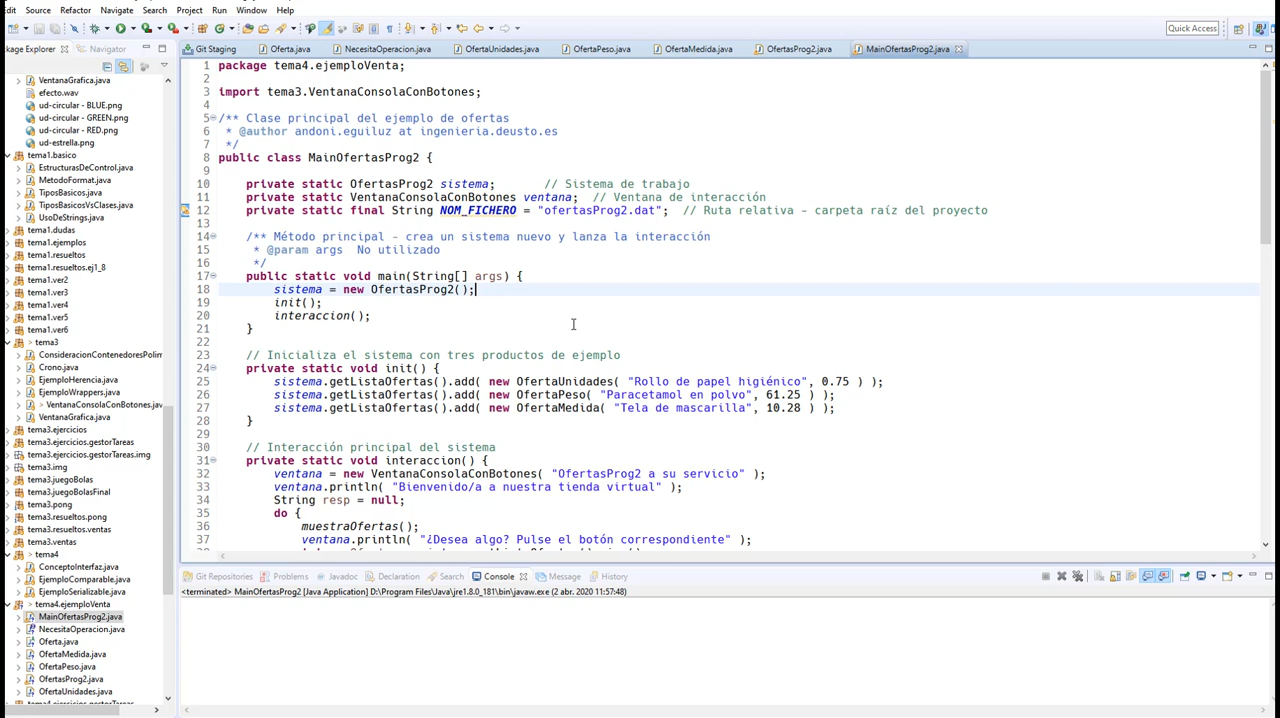 Edit Source Refactor Navigate Search Project Run Window Help
Quick Access
ckage Explorer Navigator
Git Staging Oferta.java NecesitaOperacion.java OfertaUnidades.java OfertaPeso.java OfertaMedida.java OfertasProg2.java MainOfertasProg2.java
VentanaGrafica.java
efecto.wav
ud-circular - BLUE.png
ud-circular - GREEN.png
ud-circular - RED.png
ud-estrella.png
tema1.basico
EstructurasDeControl.java
MetodoFormat.java
TiposBasicos.java
TiposBasicosVsClases.java
UsoDeStrings.java
tema1.dudas
tema1.ejemplos
tema1.resueltos
tema1.resueltos.ej1_8
tema1.ver2
tema1.ver3
tema1.ver4
tema1.ver5
tema1.ver6
tema3
ConsideracionContenedoresPolim
Crono.java
EjemploHerencia.java
EjemploWrappers.java
VentanaConsolaConBotones.jav
VentanaGrafica.java
tema3.ejercicios
tema3.ejercicios.gestorTareas
tema3.ejercicios.gestorTareas.img
tema3.img
tema3.juegoBolas
tema3.juegoBolasFinal
tema3.pong
tema3.resueltos.pong
tema3.resueltos.ventas
tema3.ventas
tema4
ConceptoInterfaz.java
EjemploComparable.java
EjemploSerializable.java
tema4.ejemploVenta
MainOfertasProg2.java
NecesitaOperacion.java
Oferta.java
OfertaMedida.java
OfertaPeso.java
OfertasProg2.java
OfertaUnidades.java
tema4.ejercicios.gestorTareas
1 package tema4.ejemploVenta;
2
3 import tema3.VentanaConsolaConBotones;
4
5 /** Clase principal del ejemplo de ofertas
6 * @author andoni.eguiluz at ingenieria.deusto.es
7 */
8 public class MainOfertasProg2 {
9
10 private static OfertasProg2 sistema; // Sistema de trabajo
11 private static VentanaConsolaConBotones ventana; // Ventana de interacción
12 private static final String NOM_FICHERO = "ofertasProg2.dat"; // Ruta relativa - carpeta raíz del proyecto
13
14 /** Método principal - crea un sistema nuevo y lanza la interacción
15 * @param args No utilizado
16 */
17 public static void main(String[] args) {
18 sistema = new OfertasProg2();
19 init();
20 interaccion();
21 }
22
23 // Inicializa el sistema con tres productos de ejemplo
24 private static void init() {
25 sistema.getListaOfertas().add( new OfertaUnidades( "Rollo de papel higiénico", 0.75 ) );
26 sistema.getListaOfertas().add( new OfertaPeso( "Paracetamol en polvo", 61.25 ) );
27 sistema.getListaOfertas().add( new OfertaMedida( "Tela de mascarilla", 10.28 ) );
28 }
29
30 // Interacción principal del sistema
31 private static void interaccion() {
32 ventana = new VentanaConsolaConBotones( "OfertasProg2 a su servicio" );
33 ventana.println( "Bienvenido/a a nuestra tienda virtual" );
34 String resp = null;
35 do {
36 muestraOfertas();
37 ventana.println( "¿Desea algo? Pulse el botón correspondiente" );
Git Repositories Problems Javadoc Declaration Search Console Message History
<terminated> MainOfertasProg2 [Java Application] D:\Program Files\Java\jre1.8.0_181\bin\javaw.exe (2 abr. 2020 11:57:48)